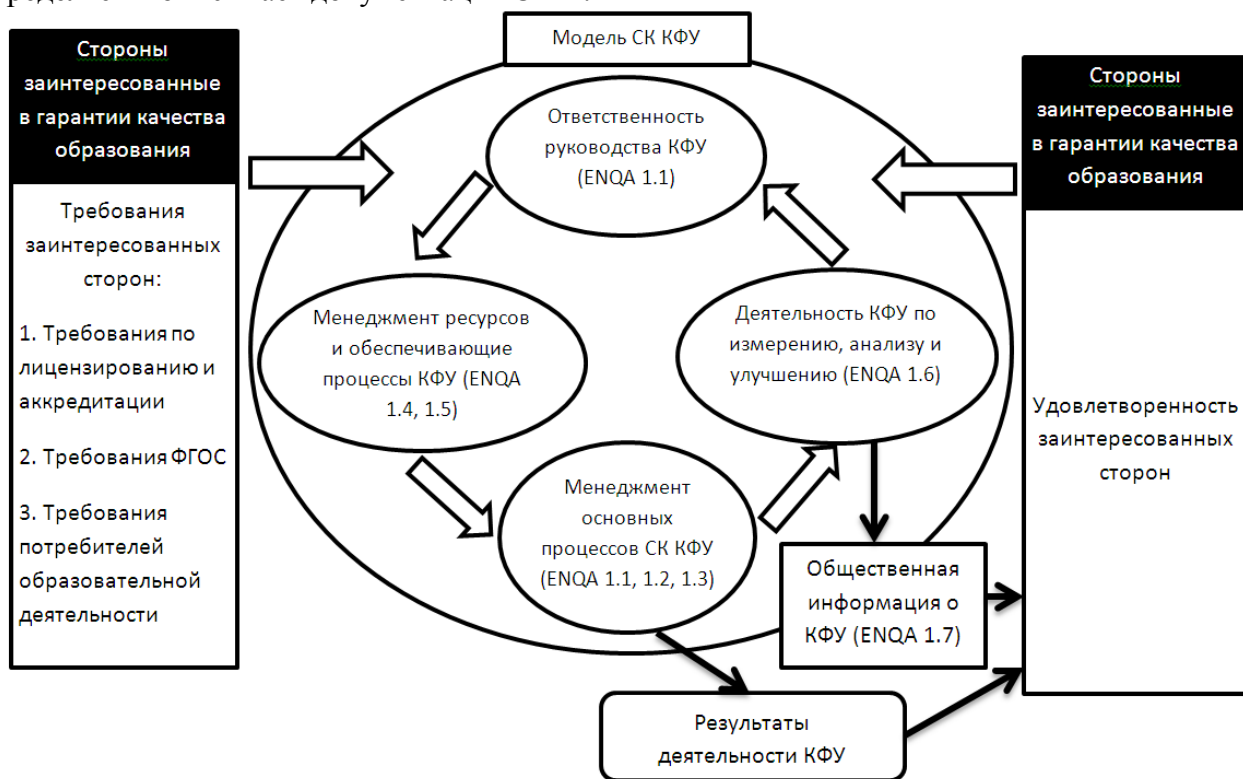 Модель СК КФУ
Стороны
заинтересованные
в гарантии качества
образования
Требования
заинтересованных
сторон:
1. Требования по
лицензированию и
аккредитации
2. Требования ФГОС
3. Требования
потребителей
образовательной
деятельности
Ответственность
руководства КФУ
(ENQA 1.1)
Менеджмент ресурсов
и обеспечивающие
процессы КФУ (ENQA
1.4, 1.5)
Деятельность КФУ по
измерению, анализу и
улучшению (ENQA 1.6)
Менеджмент
основных
процессов СК КФУ
(ENQA 1.1, 1.2, 1.3)
Общественная
информация о
КФУ (ENQA 1.7)
Результаты
деятельности КФУ
Стороны
заинтересованные
в гарантии качества
образования
Удовлетворенность
заинтересованных
сторон